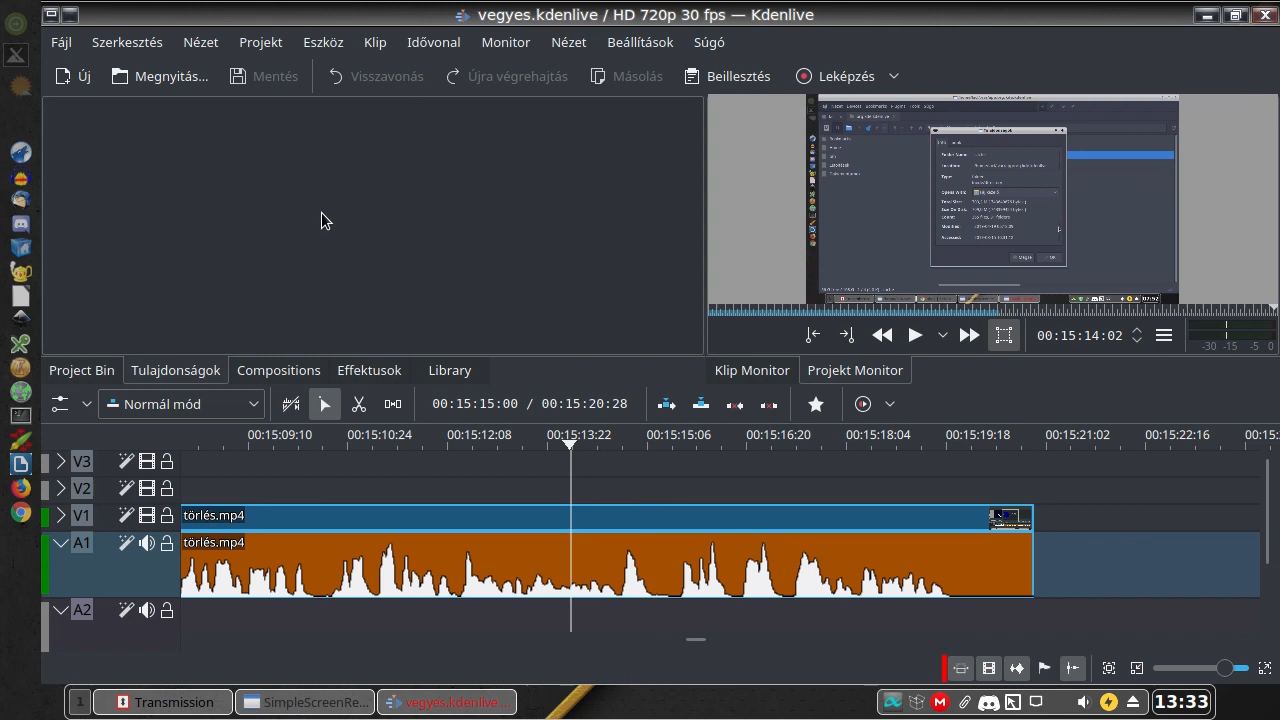 vegyes.kdenlive / HD 720p 30 fps — Kdenlive
Fájl Szerkesztés Nézet Projekt Eszköz Klip Idővonal Monitor Nézet Beállítások Súgó
Új Megnyitás... Mentés Visszavonás Újra végrehajtás Másolás Beillesztés Leképzés
00:15:14:02
-30 -15 -5 0
Project Bin Tulajdonságok Compositions Effektusok Library Klip Monitor Projekt Monitor
Normál mód 00:15:15:00 / 00:15:20:28
00:15:09:10 00:15:10:24 00:15:12:08 00:15:13:22 00:15:15:06 00:15:16:20 00:15:18:04 00:15:19:18 00:15:21:02 00:15:22:16 00:15:
V3
V2
V1 törlés.mp4
A1 törlés.mp4
A2
1 Transmission SimpleScreenRe... vegyes.kdenlive... 13:33